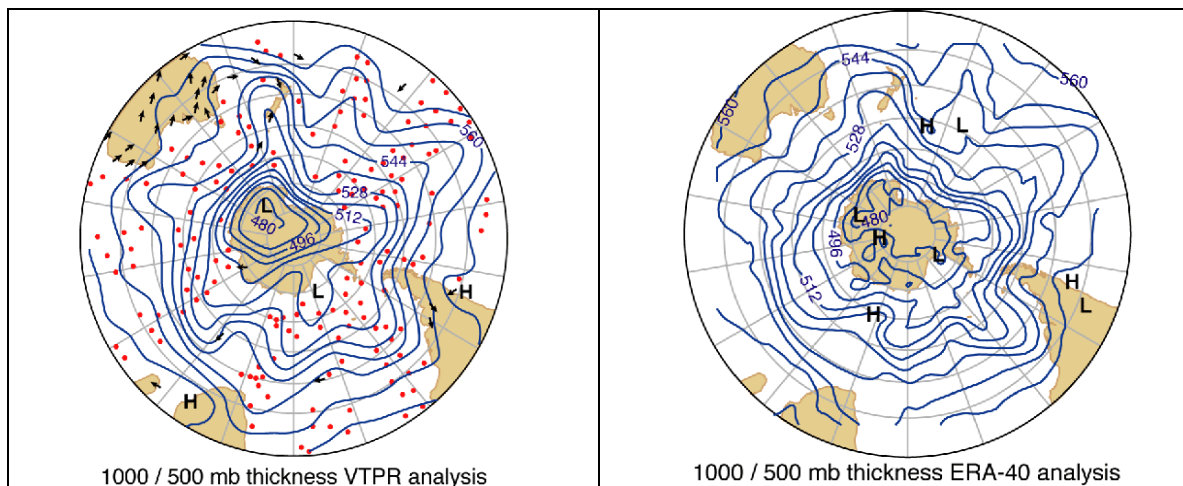 560
544
528
512
L
480
496
L
H
H
1000 / 500 mb thickness VTPR analysis
544
560
560
H
L
528
L
480
H
496
L
512
H
H
L
1000 / 500 mb thickness ERA-40 analysis